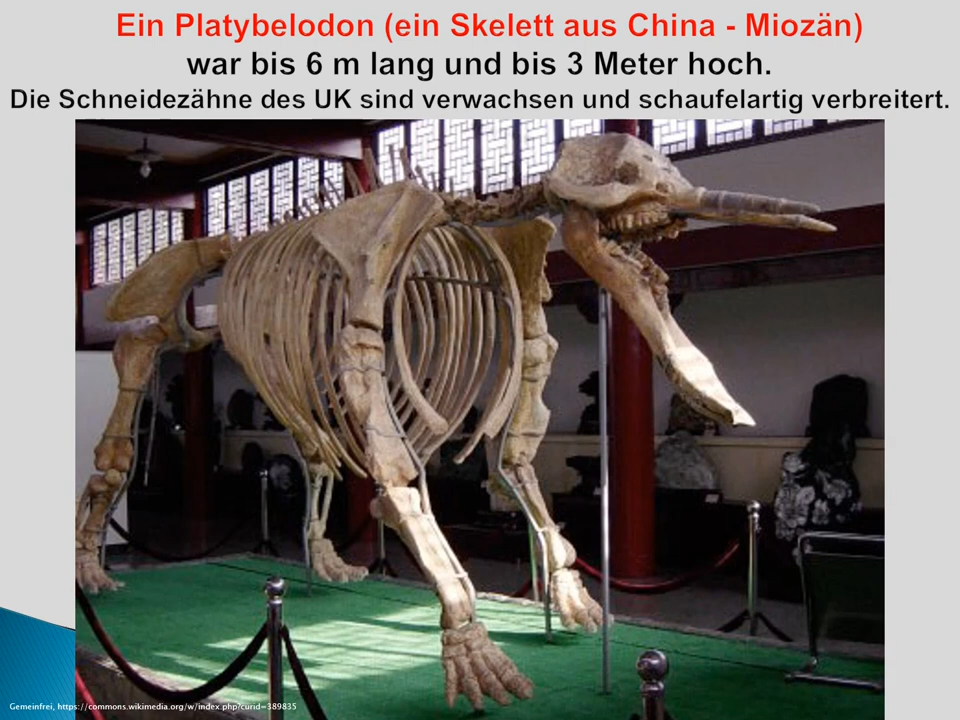 Ein Platybelodon (ein Skelett aus China - Miozän)
war bis 6 m lang und bis 3 Meter hoch.
Die Schneidezähne des UK sind verwachsen und schaufelartig verbreitert.
Gemeinfrei, https://commons.wikimedia.org/w/index.php?curid=389835